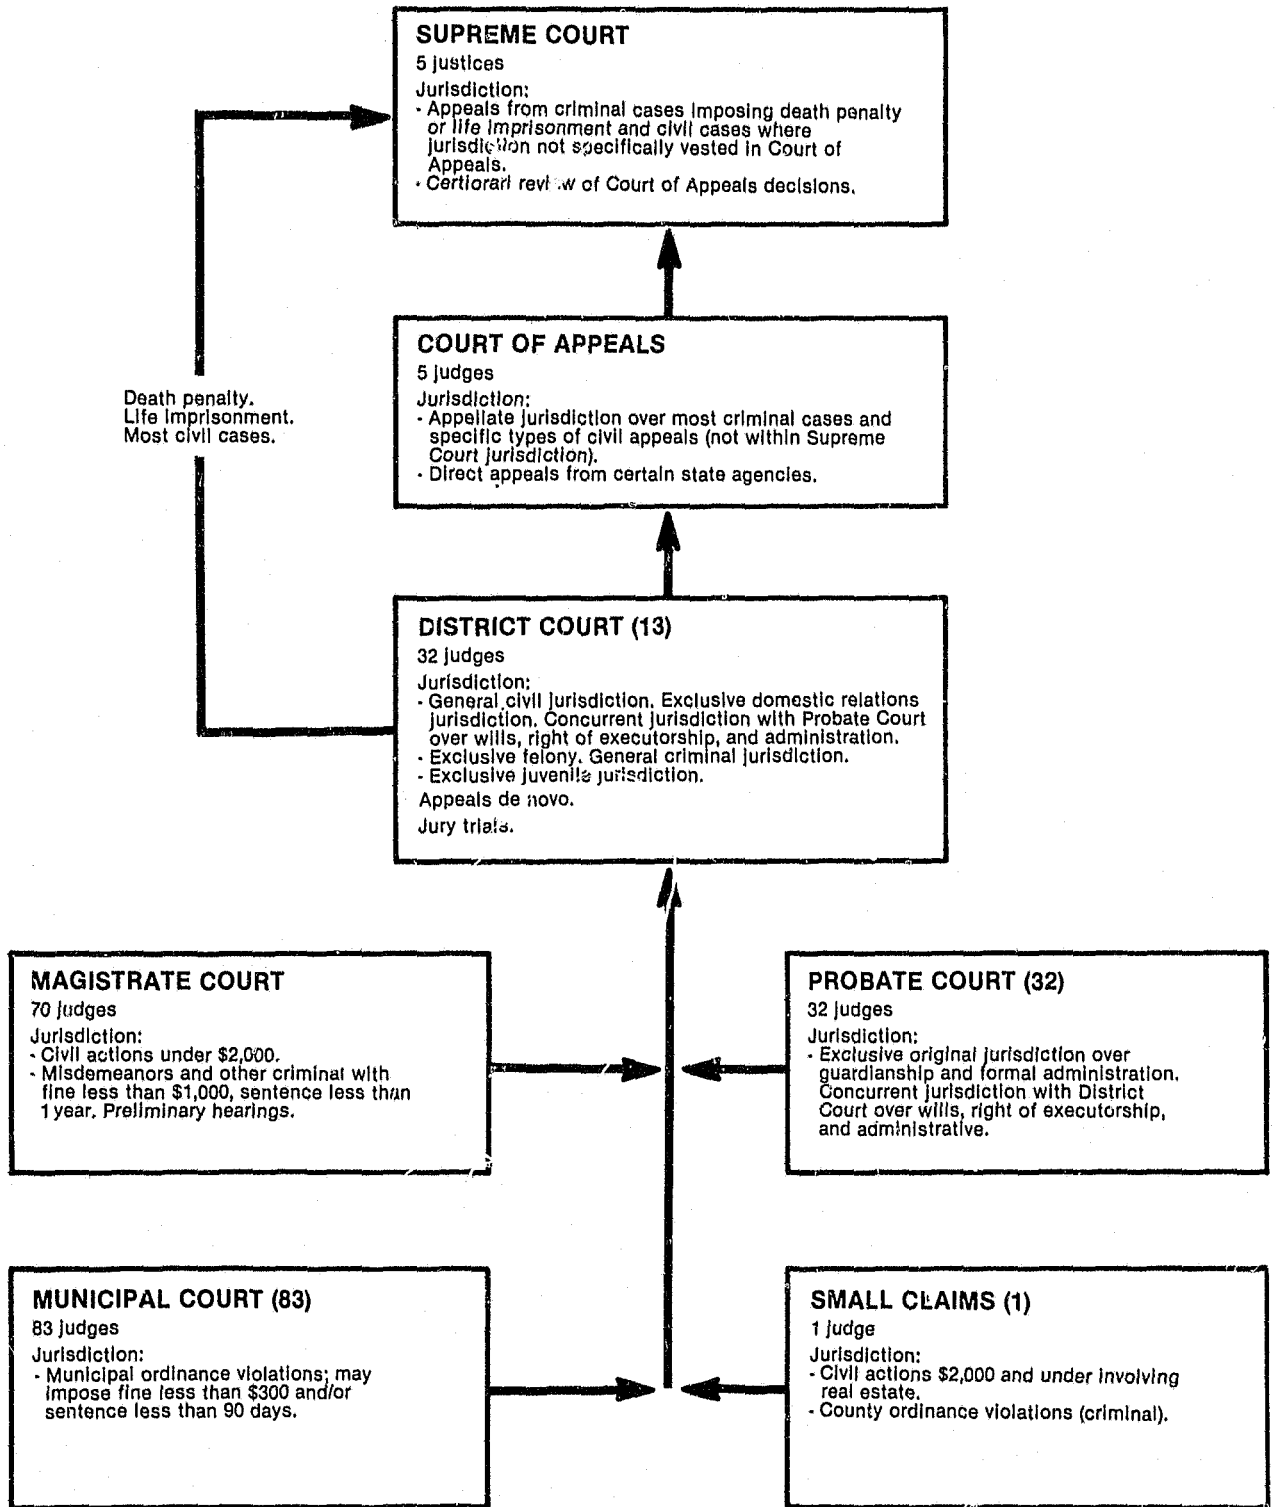 SUPREME COURT
5 justices
Jurisdiction:
- Appeals from criminal cases imposing death penalty
or life imprisonment and civil cases where
jurisdiction not specifically vested in Court of
Appeals.
- Certiorari review of Court of Appeals decisions.
COURT OF APPEALS
5 judges
Jurisdiction:
- Appellate jurisdiction over most criminal cases and
specific types of civil appeals (not within Supreme
Court jurisdiction).
- Direct appeals from certain state agencies.
Death penalty.
Life imprisonment.
Most civil cases.
DISTRICT COURT (13)
32 judges
Jurisdiction:
- General civil jurisdiction. Exclusive domestic relations
jurisdiction. Concurrent jurisdiction with Probate Court
over wills, right of executorship, and administration.
- Exclusive felony. General criminal jurisdiction.
- Exclusive juvenile jurisdiction.
Appeals de novo.
Jury trials.
MAGISTRATE COURT
70 judges
Jurisdiction:
- Civil actions under $2,000.
- Misdemeanors and other criminal with
fine less than $1,000, sentence less than
1 year. Preliminary hearings.
PROBATE COURT (32)
32 judges
Jurisdiction:
- Exclusive original jurisdiction over
guardianship and formal administration.
Concurrent jurisdiction with District
Court over wills, right of executorship,
and administrative.
MUNICIPAL COURT (83)
83 judges
Jurisdiction:
- Municipal ordinance violations; may
impose fine less than $300 and/or
sentence less than 90 days.
SMALL CLAIMS (1)
1 judge
Jurisdiction:
- Civil actions $2,000 and under involving
real estate.
- County ordinance violations (criminal).